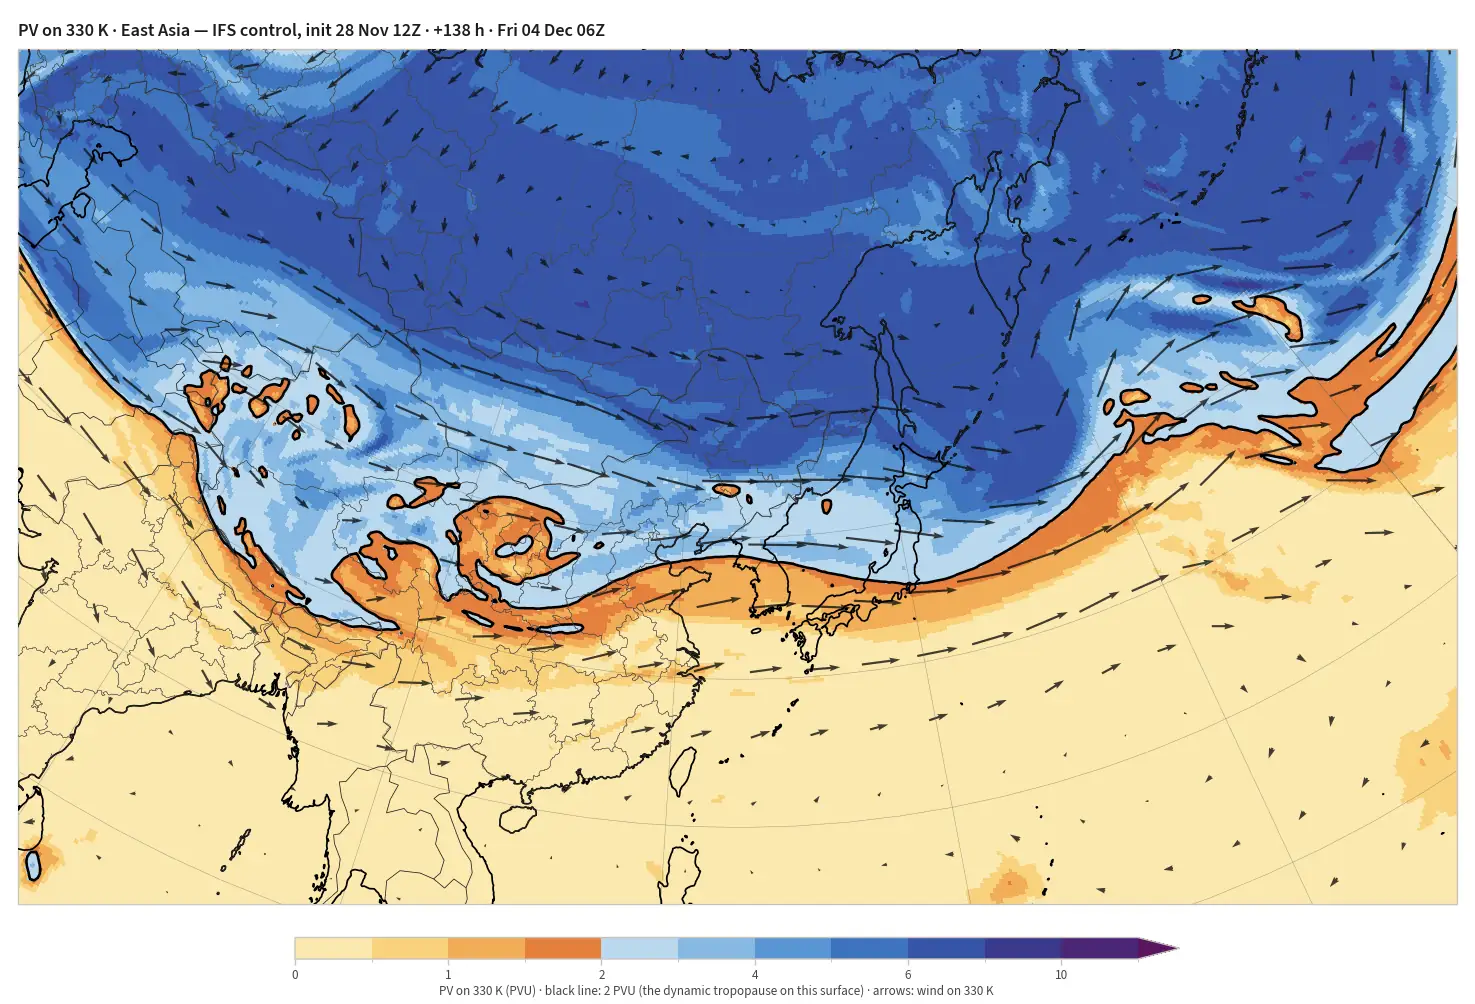 PV on 330 K · East Asia — IFS control, init 28 Nov 12Z · +138 h · Fri 04 Dec 06Z
0 1 2 4 6 10
PV on 330 K (PVU) · black line: 2 PVU (the dynamic tropopause on this surface) · arrows: wind on 330 K